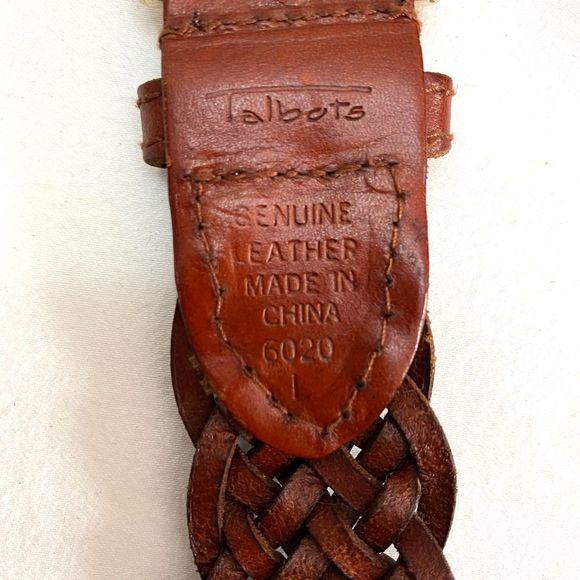 Talbots
GENUINE
LEATHER
MADE IN
CHINA
6020
L